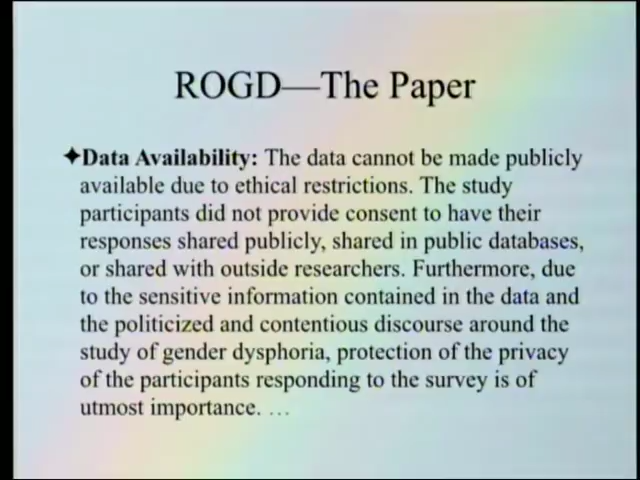 ROGD—The Paper
✦Data Availability: The data cannot be made publicly
available due to ethical restrictions. The study
participants did not provide consent to have their
responses shared publicly, shared in public databases,
or shared with outside researchers. Furthermore, due
to the sensitive information contained in the data and
the politicized and contentious discourse around the
study of gender dysphoria, protection of the privacy
of the participants responding to the survey is of
utmost importance. …